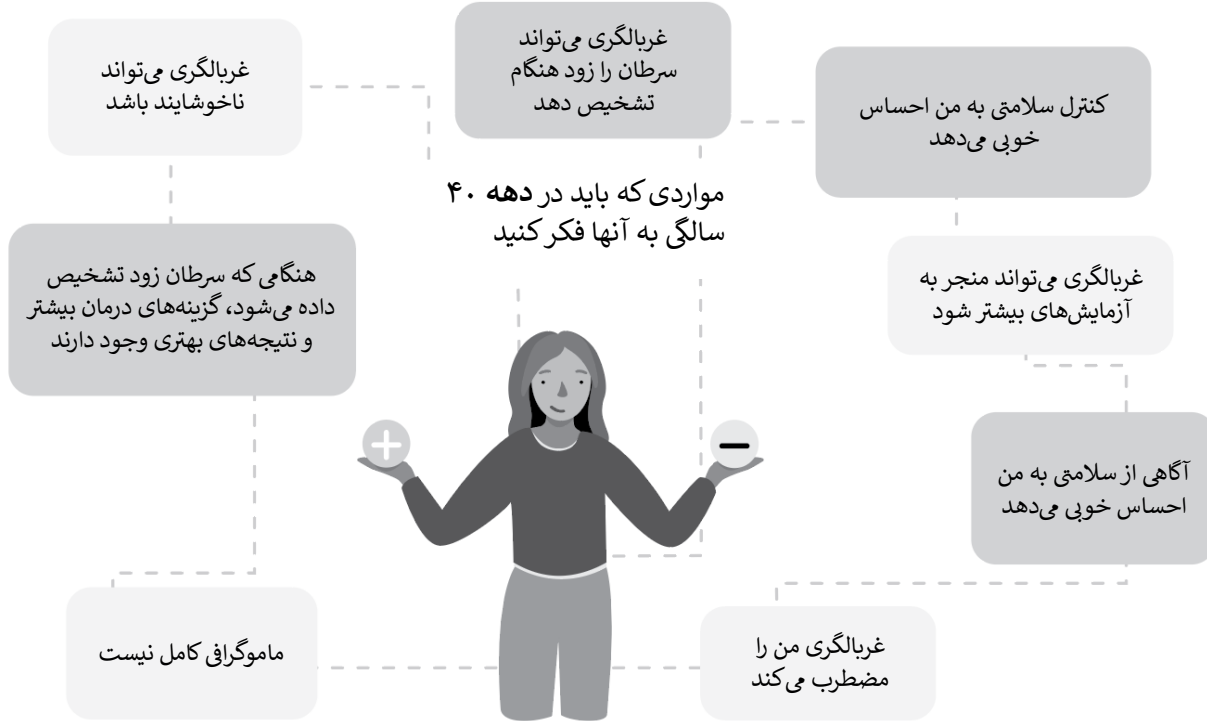 غربالگری می‌تواند
سرطان را زود هنگام
تشخیص دهد
کنترل سلامتی به من احساس
خوبی می‌دهد
غربالگری می‌تواند
ناخوشایند باشد
مواردی که باید در دهه ۴۰
سالگی به آنها فکر کنید
غربالگری می‌تواند منجر به
آزمایش‌های بیشتر شود
هنگامی که سرطان زود تشخیص
داده می‌شود، گزینه‌های درمان بیشتر
و نتیجه‌های بهتری وجود دارند
آگاهی از سلامتی به من
احساس خوبی می‌دهد
غربالگری من را
مضطرب می‌کند
ماموگرافی کامل نیست